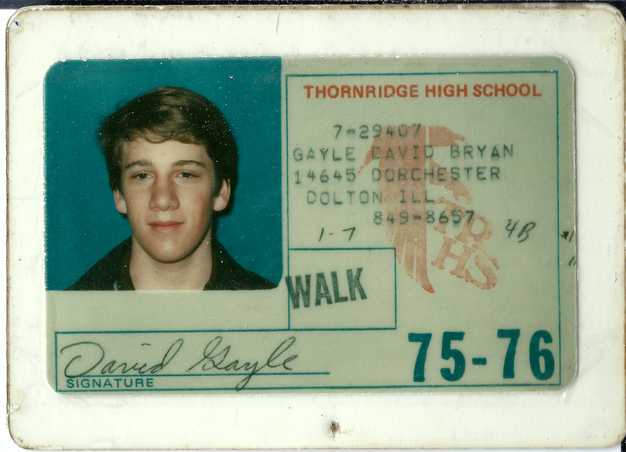 THORNRIDGE HIGH SCHOOL
7-29407
GAYLE DAVID BRYAN
14645 DORCHESTER
DOLTON ILL
849-8657
1-7
4B
TRHS
WALK
David Gayle
SIGNATURE
75-76